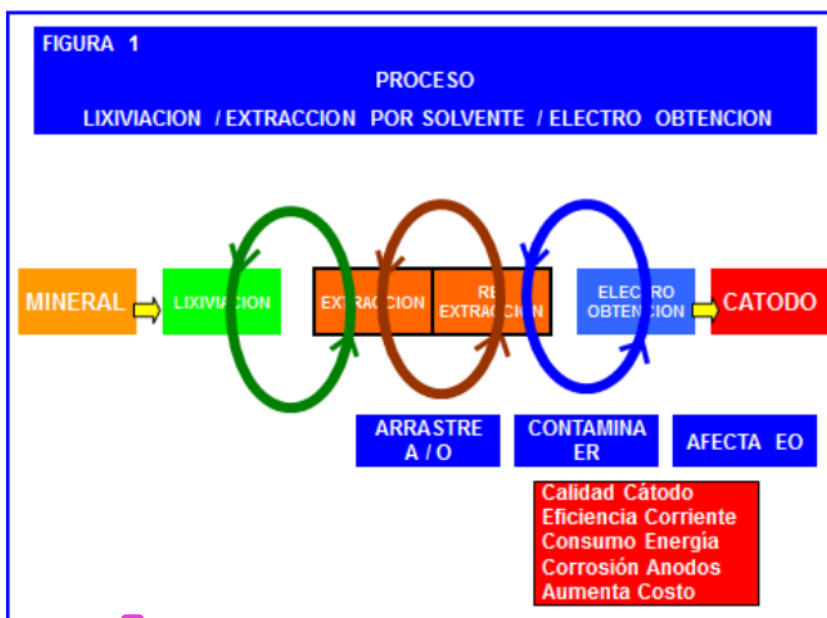 FIGURA 1
PROCESO
LIXIVIACION / EXTRACCION POR SOLVENTE / ELECTRO OBTENCION
MINERAL
LIXIVIACION
EXTRACCION
RE
EXTRACCION
ELECTRO
OBTENCION
CATODO
ARRASTRE
A / O
CONTAMINA
ER
AFECTA EO
Calidad Cátodo
Eficiencia Corriente
Consumo Energía
Corrosión Anodos
Aumenta Costo